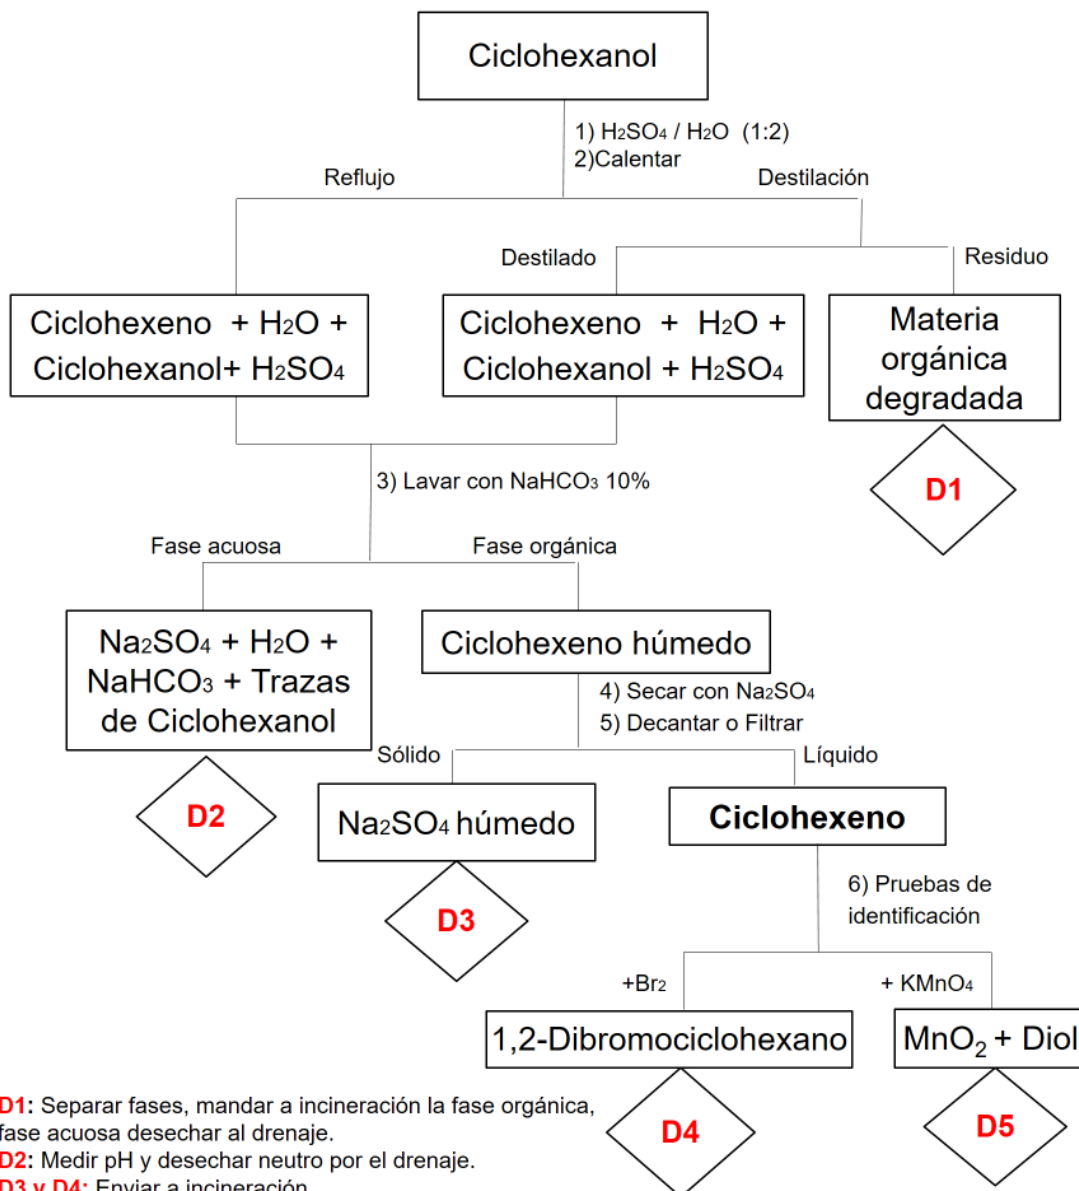 Ciclohexanol
1) H₂SO₄ / H₂O (1:2)
2)Calentar
Reflujo
Destilación
Destilado
Residuo
Ciclohexeno + H₂O +
Ciclohexanol+ H₂SO₄
Ciclohexeno + H₂O +
Ciclohexanol + H₂SO₄
Materia
orgánica
degradada
D1
3) Lavar con NaHCO₃ 10%
Fase acuosa
Fase orgánica
Na₂SO₄ + H₂O +
NaHCO₃ + Trazas
de Ciclohexanol
D2
Ciclohexeno húmedo
4) Secar con Na₂SO₄
5) Decantar o Filtrar
Sólido
Líquido
Na₂SO₄ húmedo
D3
Ciclohexeno
6) Pruebas de
identificación
+Br₂
+ KMnO₄
1,2-Dibromociclohexano
MnO₂ + Diol
D4
D5
D1: Separar fases, mandar a incineración la fase orgánica,
fase acuosa desechar al drenaje.
D2: Medir pH y desechar neutro por el drenaje.
D3 y D4: Enviar a incineración